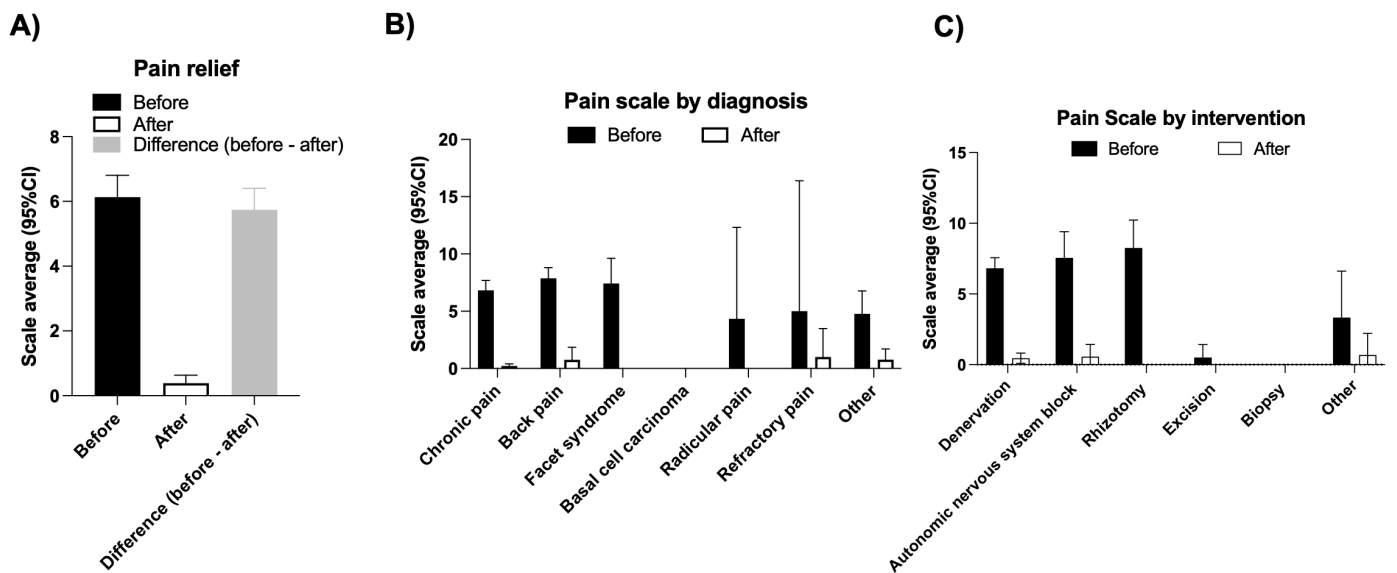 A)
Pain relief
Before
After
Difference (before - after)
Scale average (95%CI)
8
6
4
2
0
Before
After
Difference (before - after)
B)
Pain scale by diagnosis
Before
After
Scale average (95%CI)
20
15
10
5
0
Chronic pain
Back pain
Facet syndrome
Basal cell carcinoma
Radicular pain
Refractory pain
Other
C)
Pain Scale by intervention
Before
After
Scale average (95%CI)
15
10
5
0
Denervation
Autonomic nervous system block
Rhizotomy
Excision
Biopsy
Other